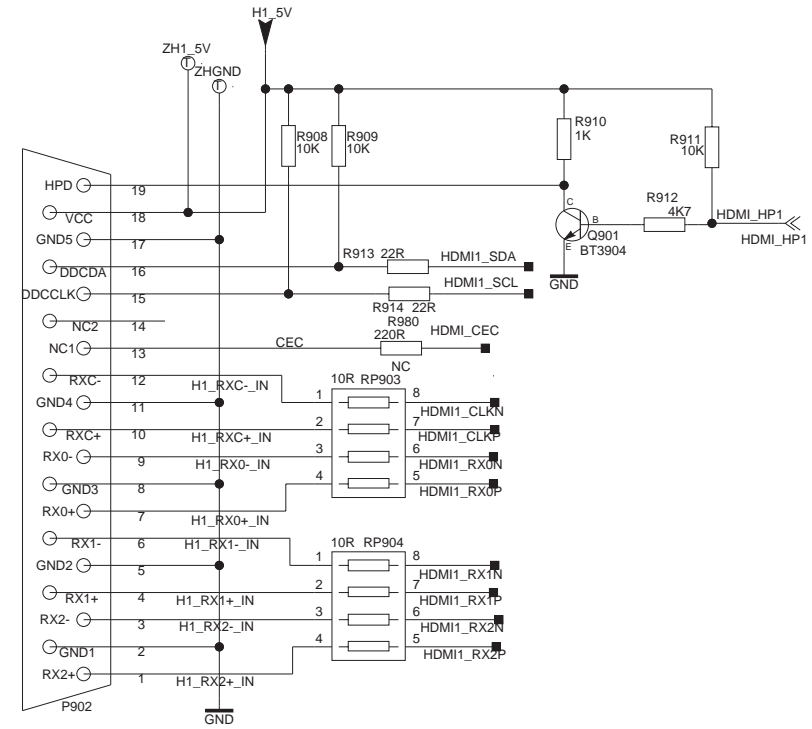 H1_5V
ZH1_5V
T
ZHGND
T
R908
10K
R909
10K
R910
1K
R911
10K
R912
4K7
HDMI_HP1
HDMI_HP1
C
B
E
Q901
BT3904
GND
HPD
19
VCC
18
GND5
17
DDCDA
16
R913 22R
HDMI1_SDA
DDCCLK
15
HDMI1_SCL
R914 22R
NC2
14
R980
220R
HDMI_CEC
NC1
13
CEC
NC
RXC-
12
H1_RXC-_IN
10R RP903
1
8
HDMI1_CLKN
GND4
11
RXC+
10
H1_RXC+_IN
2
7
HDMI1_CLKP
RX0-
9
H1_RX0-_IN
3
6
HDMI1_RX0N
GND3
8
4
5
HDMI1_RX0P
RX0+
7
H1_RX0+_IN
RX1-
6
H1_RX1-_IN
10R RP904
1
8
HDMI1_RX1N
GND2
5
RX1+
4
H1_RX1+_IN
2
7
HDMI1_RX1P
RX2-
3
H1_RX2-_IN
3
6
HDMI1_RX2N
GND1
2
4
5
HDMI1_RX2P
RX2+
1
H1_RX2+_IN
P902
GND